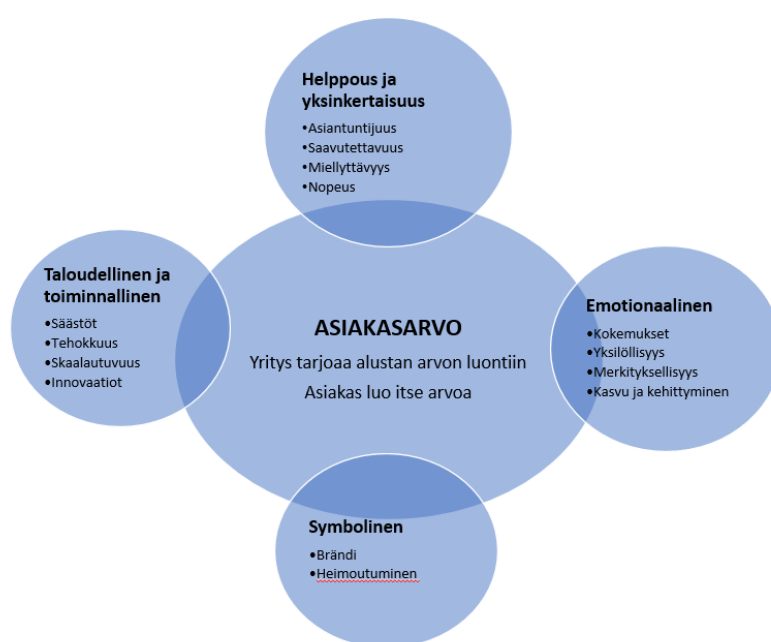 Helppous ja
yksinkertaisuus
•Asiantuntijuus
•Saavutettavuus
•Miellyttävyys
•Nopeus
Taloudellinen ja
toiminnallinen
•Säästöt
•Tehokkuus
•Skaalautuvuus
•Innovaatiot
ASIAKASARVO
Yritys tarjoaa alustan arvon luontiin
Asiakas luo itse arvoa
Emotionaalinen
•Kokemukset
•Yksilöllisyys
•Merkityksellisyys
•Kasvu ja kehittyminen
Symbolinen
•Brändi
•Heimoutuminen